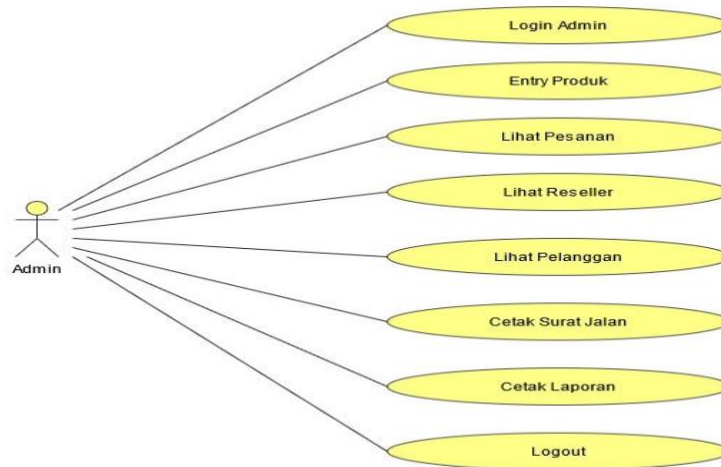 Login Admin
Entry Produk
Lihat Pesanan
Lihat Reseller
Admin
Lihat Pelanggan
Cetak Surat Jalan
Cetak Laporan
Logout